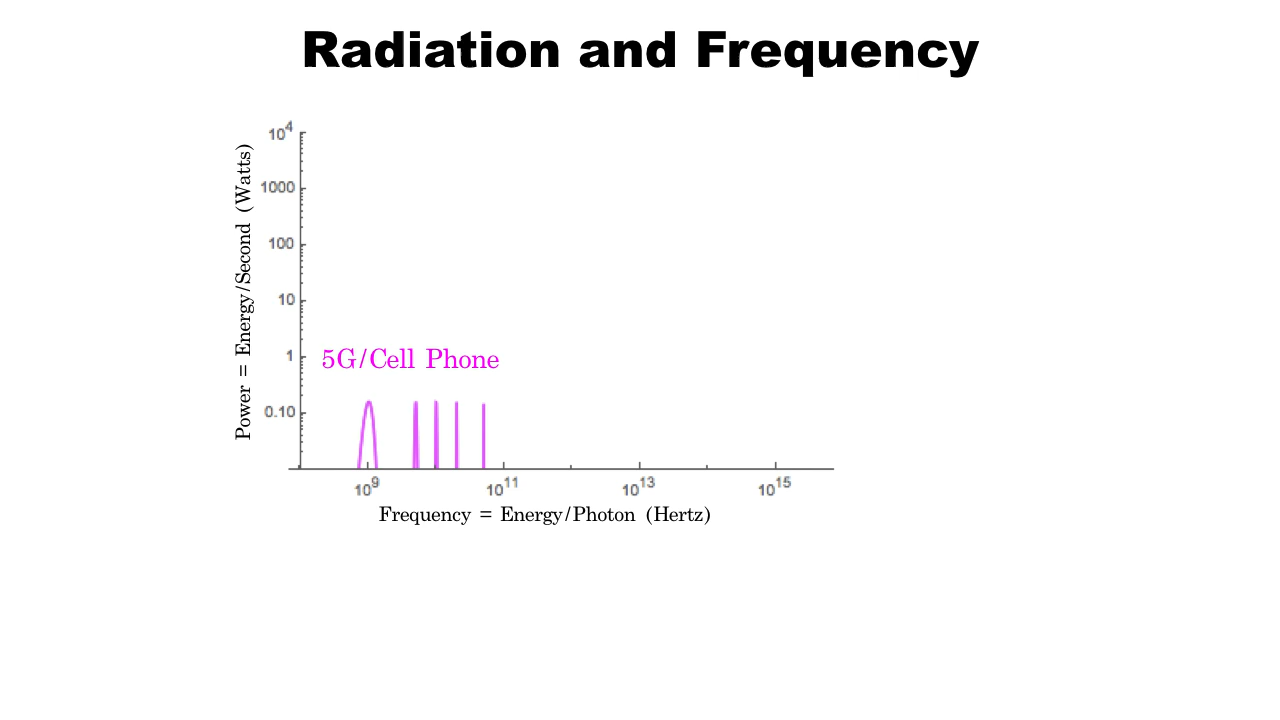 Radiation and Frequency
Power = Energy/Second (Watts)
10⁴
1000
100
10
1
0.10
5G/Cell Phone
10⁹ 10¹¹ 10¹³ 10¹⁵
Frequency = Energy/Photon (Hertz)